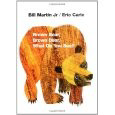 Bill Martin Jr / Eric Carle
Brown Bear,
Brown Bear,
What Do You See?